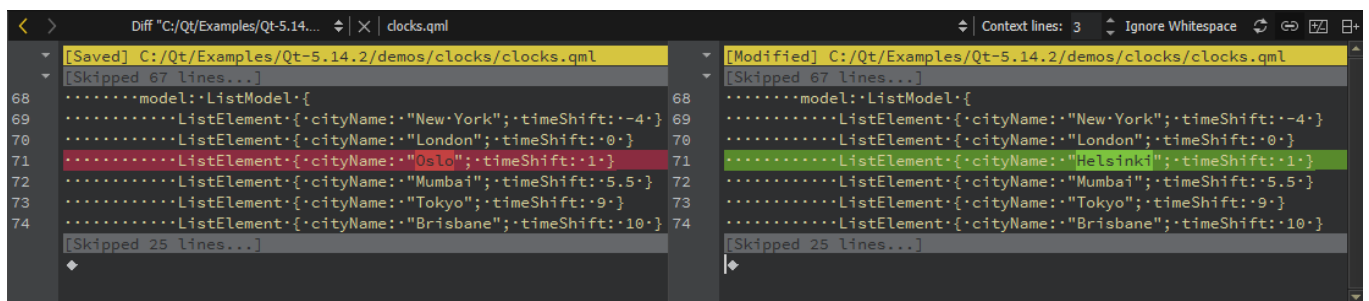 Diff "C:/Qt/Examples/Qt-5.14.... clocks.qml Context lines: 3 Ignore Whitespace
[Saved] C:/Qt/Examples/Qt-5.14.2/demos/clocks/clocks.qml
[Skipped 67 lines...]
68 ········model:·ListModel·{
69 ············ListElement·{·cityName:·"New·York";·timeShift:·-4·}
70 ············ListElement·{·cityName:·"London";·timeShift:·0·}
71 ············ListElement·{·cityName:·"Oslo";·timeShift:·1·}
72 ············ListElement·{·cityName:·"Mumbai";·timeShift:·5.5·}
73 ············ListElement·{·cityName:·"Tokyo";·timeShift:·9·}
74 ············ListElement·{·cityName:·"Brisbane";·timeShift:·10·}
[Skipped 25 lines...]
[Modified] C:/Qt/Examples/Qt-5.14.2/demos/clocks/clocks.qml
[Skipped 67 lines...]
68 ········model:·ListModel·{
69 ············ListElement·{·cityName:·"New·York";·timeShift:·-4·}
70 ············ListElement·{·cityName:·"London";·timeShift:·0·}
71 ············ListElement·{·cityName:·"Helsinki";·timeShift:·1·}
72 ············ListElement·{·cityName:·"Mumbai";·timeShift:·5.5·}
73 ············ListElement·{·cityName:·"Tokyo";·timeShift:·9·}
74 ············ListElement·{·cityName:·"Brisbane";·timeShift:·10·}
[Skipped 25 lines...]